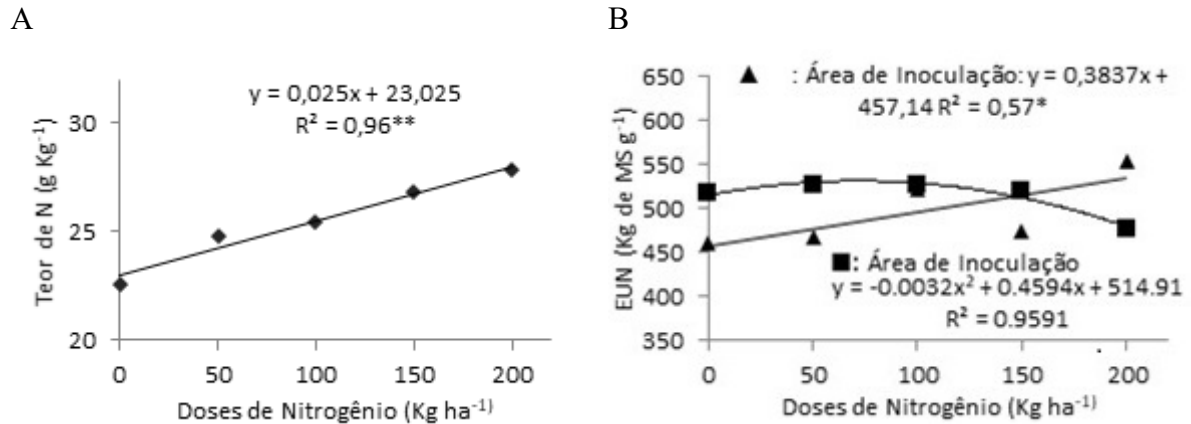 A
y = 0,025x + 23,025
R² = 0,96**
Teor de N (g Kg⁻¹)
30
25
20
0 50 100 150 200
Doses de Nitrogênio (Kg ha⁻¹)
B
▲ : Área de Inoculação: y = 0,3837x +
457,14 R² = 0,57*
EUN (Kg de MS g⁻¹)
650
600
550
500
450
400
350
■: Área de Inoculação
y = -0.0032x² + 0.4594x + 514.91
R² = 0.9591
0 50 100 150 200
Doses de Nitrogênio (Kg ha⁻¹)